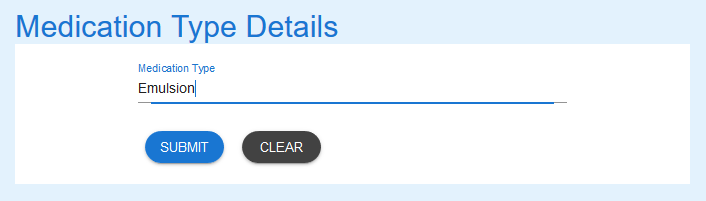 Medication Type Details
Medication Type
Emulsion
SUBMIT
CLEAR